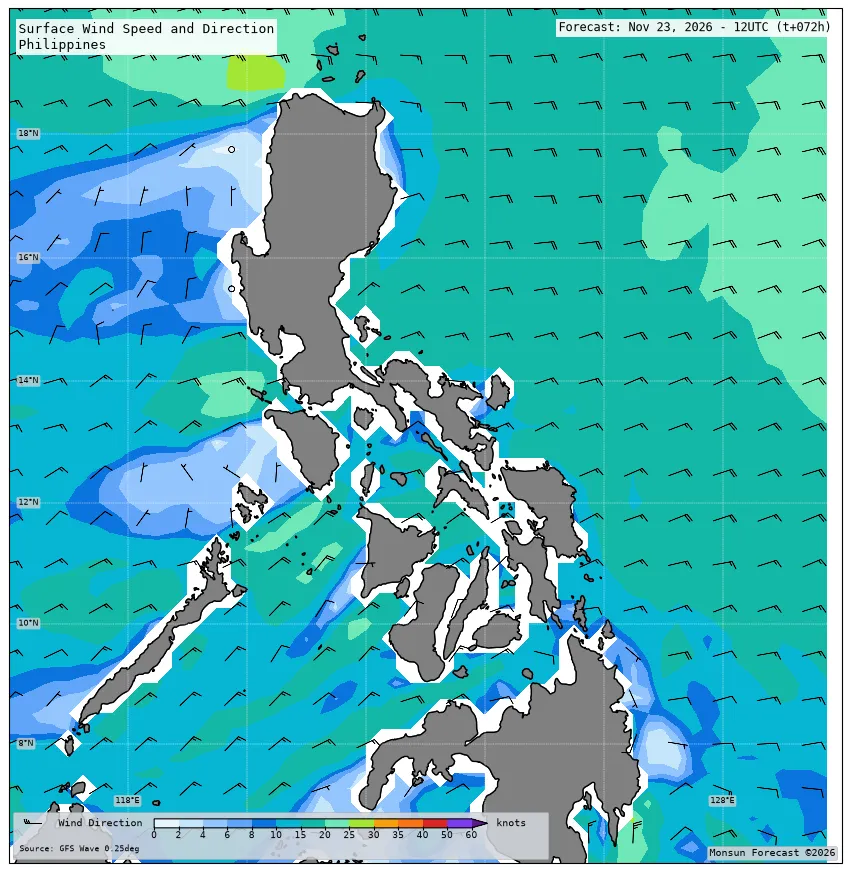 Surface Wind Speed and Direction
Philippines
Forecast: Nov 23, 2026 - 12UTC (t+072h)
18°N
16°N
14°N
12°N
10°N
8°N
118°E
128°E
Wind Direction
0 2 4 6 8 10 15 20 25 30 40 50 60
knots
Source: GFS Wave 0.25deg
Monsun Forecast ©2026